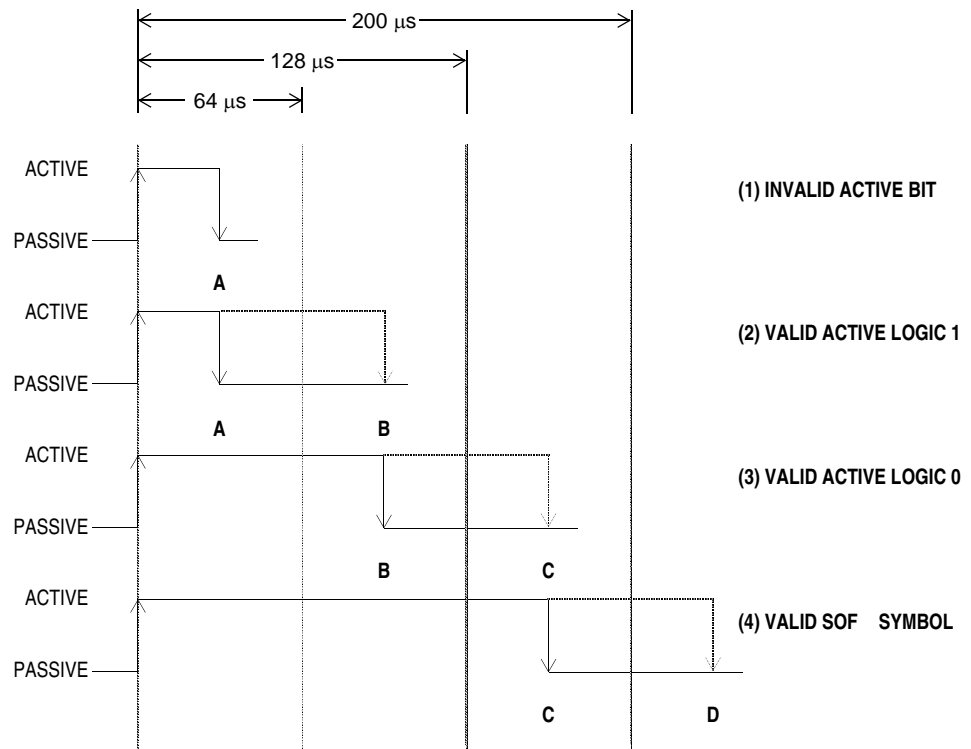 200 μs
128 μs
64 μs
ACTIVE
(1) INVALID ACTIVE BIT
PASSIVE
A
ACTIVE
(2) VALID ACTIVE LOGIC 1
PASSIVE
A B
ACTIVE
(3) VALID ACTIVE LOGIC 0
PASSIVE
B C
ACTIVE
(4) VALID SOF SYMBOL
PASSIVE
C D